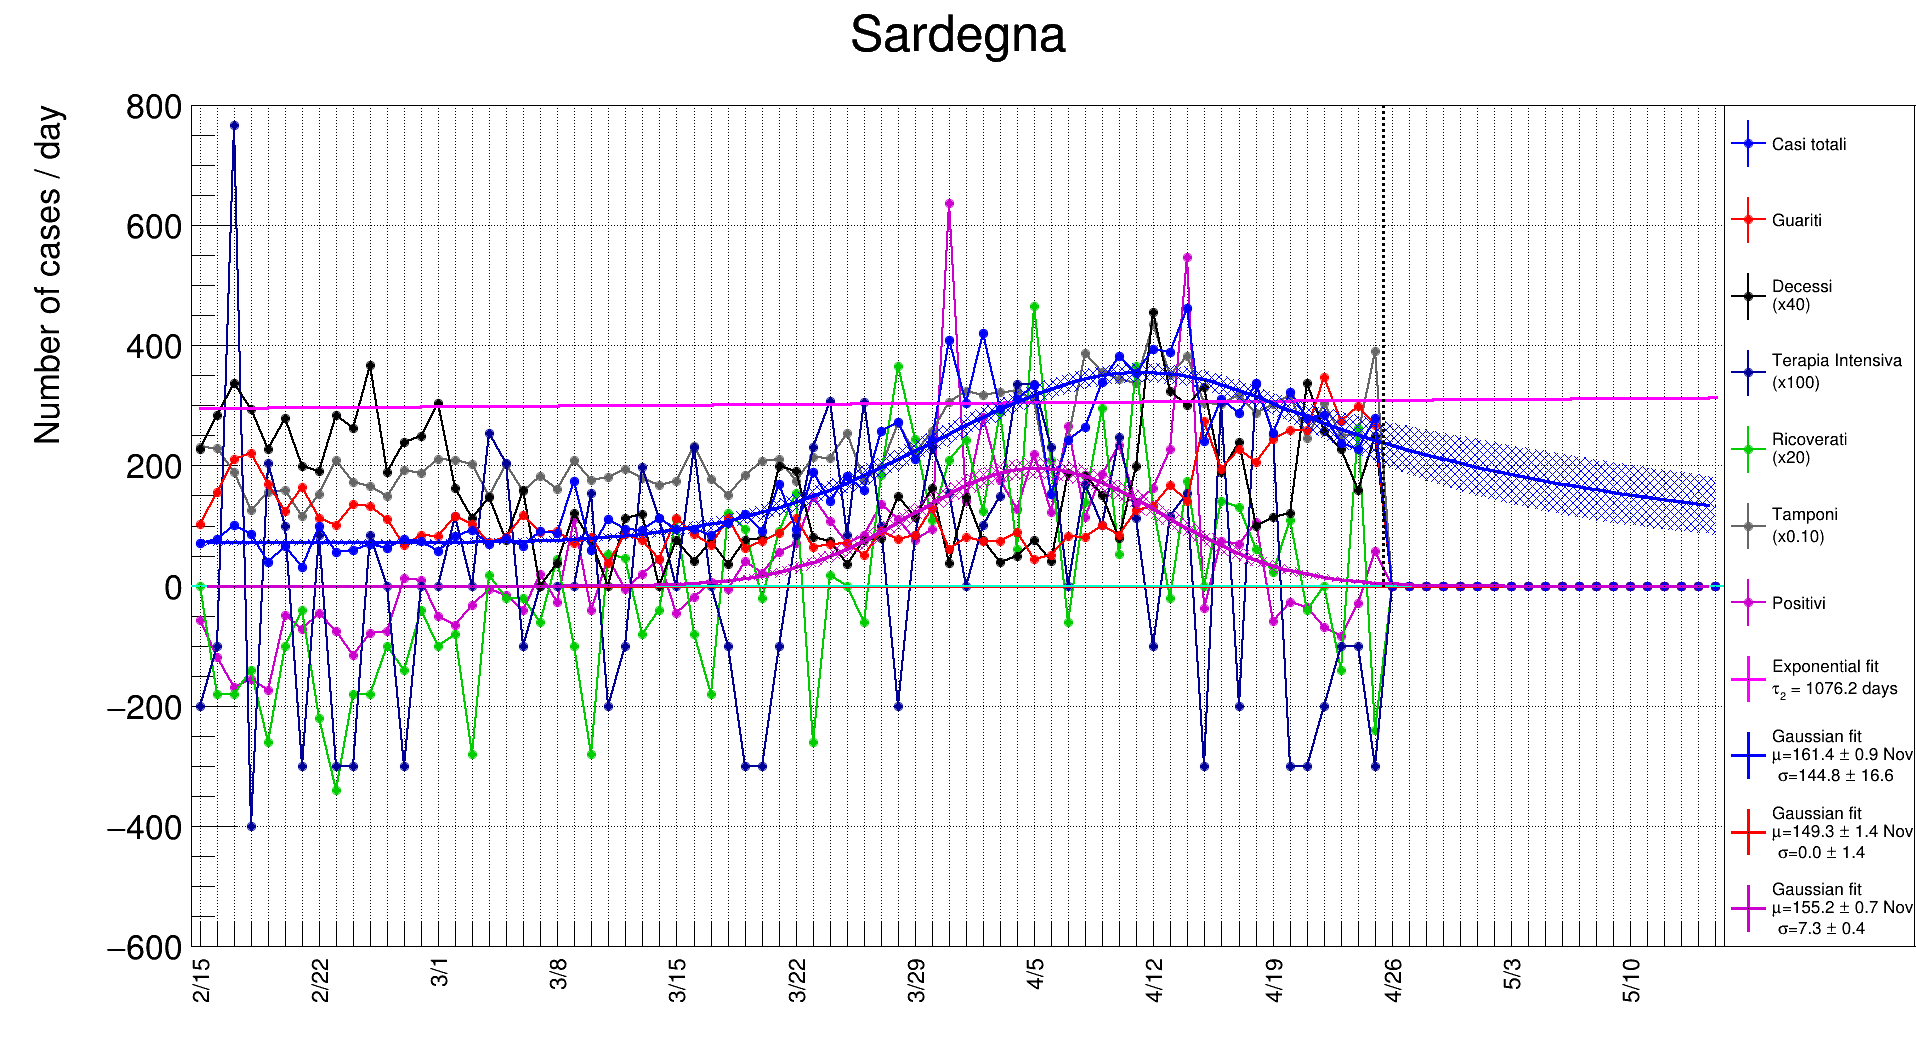 Sardegna
Number of cases / day
800
600
400
200
0
−200
−400
−600
2/15
2/22
3/1
3/8
3/15
3/22
3/29
4/5
4/12
4/19
4/26
5/3
5/10
Casi totali
Guariti
Decessi
(x40)
Terapia Intensiva
(x100)
Ricoverati
(x20)
Tamponi
(x0.10)
Positivi
Exponential fit
τ2 = 1076.2 days
Gaussian fit
μ=161.4 ± 0.9 Nov
σ=144.8 ± 16.6
Gaussian fit
μ=149.3 ± 1.4 Nov
σ=0.0 ± 1.4
Gaussian fit
μ=155.2 ± 0.7 Nov
σ=7.3 ± 0.4